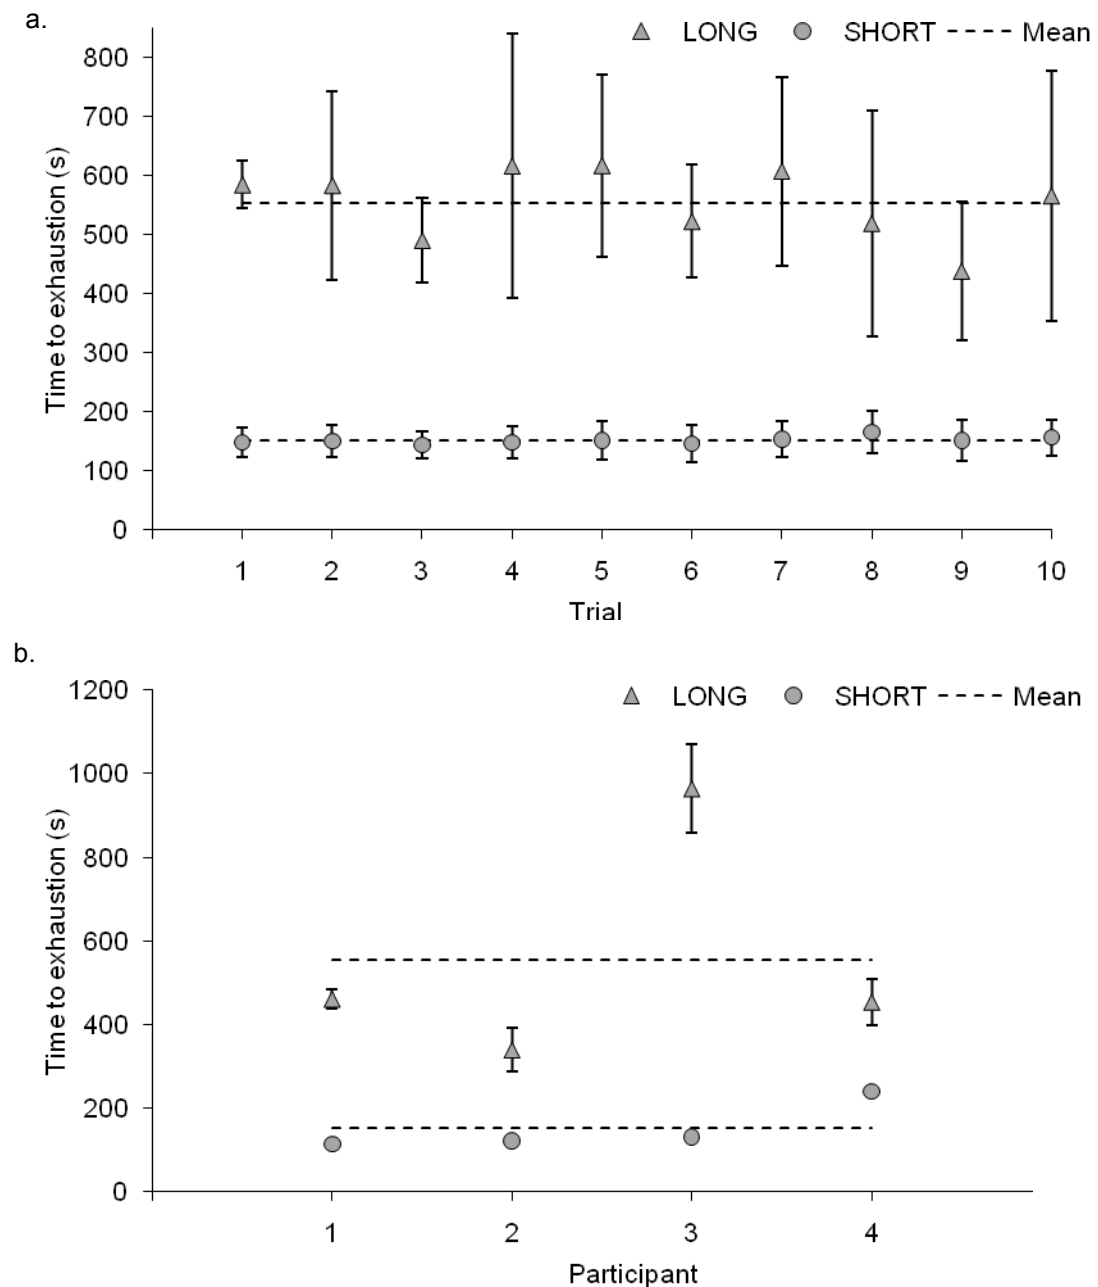 a.
LONG SHORT Mean
800
700
600
500
400
300
200
100
0
Time to exhaustion (s)
1 2 3 4 5 6 7 8 9 10
Trial
b.
LONG SHORT Mean
1200
1000
800
600
400
200
0
Time to exhaustion (s)
1 2 3 4
Participant